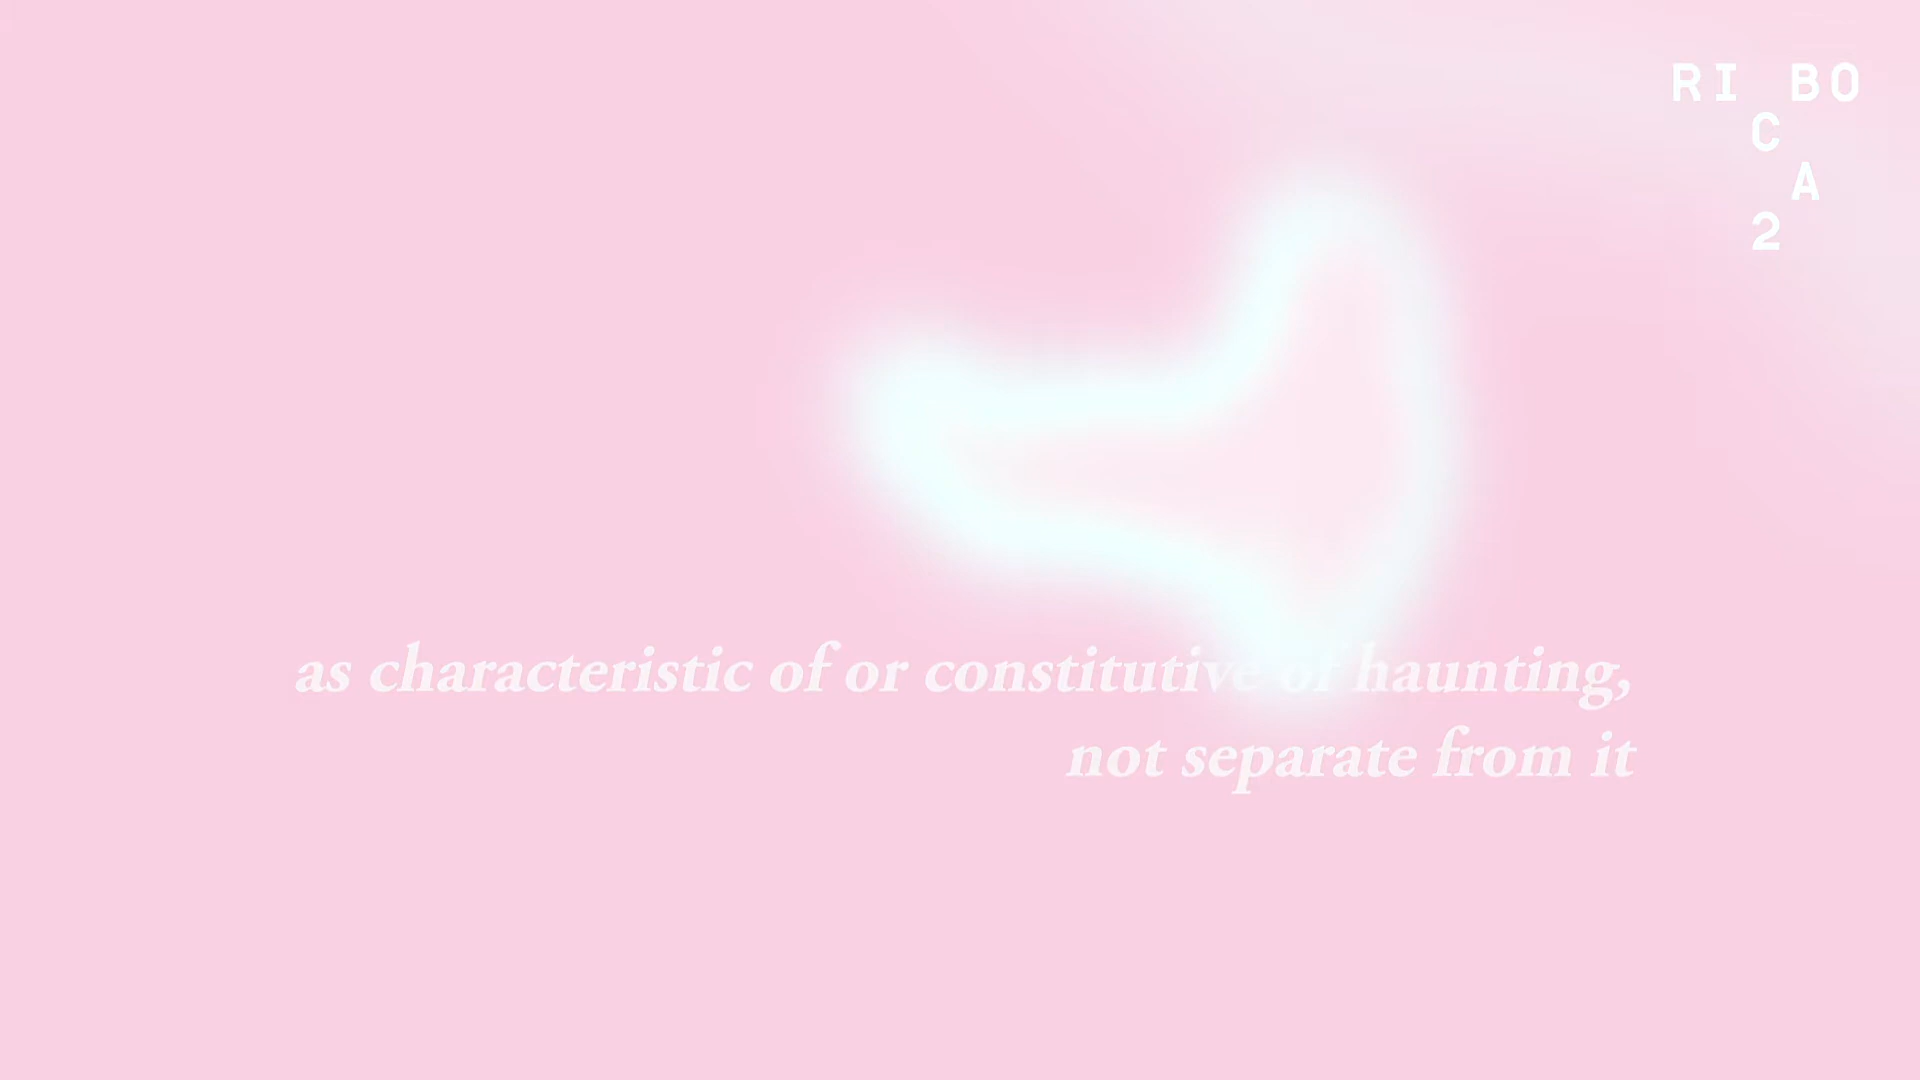 RI BO
C
A
2
as characteristic of or constitutive of haunting,
not separate from it